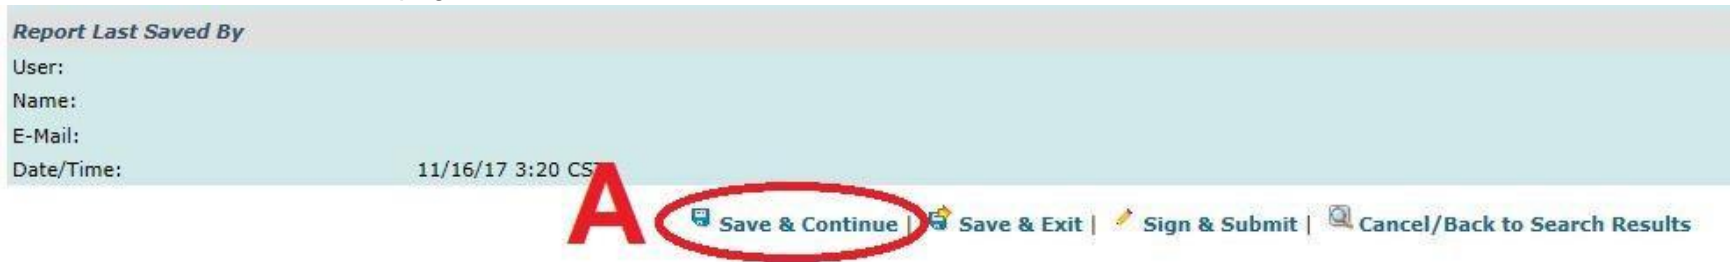 Report Last Saved By
User:
Name:
E-Mail:
Date/Time: 11/16/17 3:20 CST
A Save & Continue | Save & Exit | Sign & Submit | Cancel/Back to Search Results